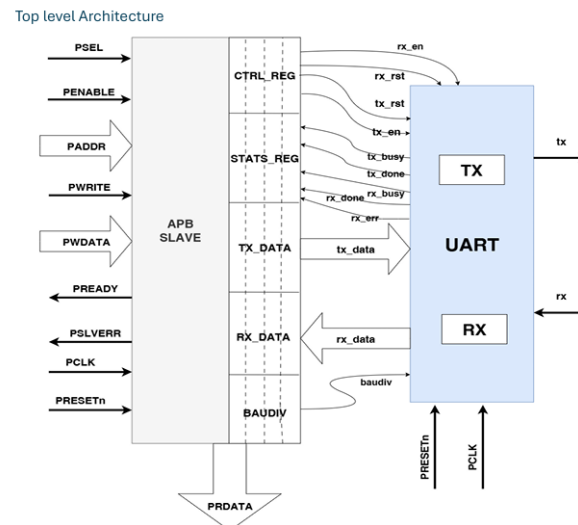 Top level Architecture
PSEL
PENABLE
PADDR
PWRITE
PWDATA
PREADY
PSLVERR
PCLK
PRESETn
APB
SLAVE
CTRL_REG
STATS_REG
TX_DATA
RX_DATA
BAUDIV
PRDATA
rx_en
rx_rst
tx_rst
tx_en
tx_busy
tx_done
rx_busy
rx_done
rx_err
tx_data
rx_data
baudiv
TX
UART
RX
tx
rx
PRESETn
PCLK